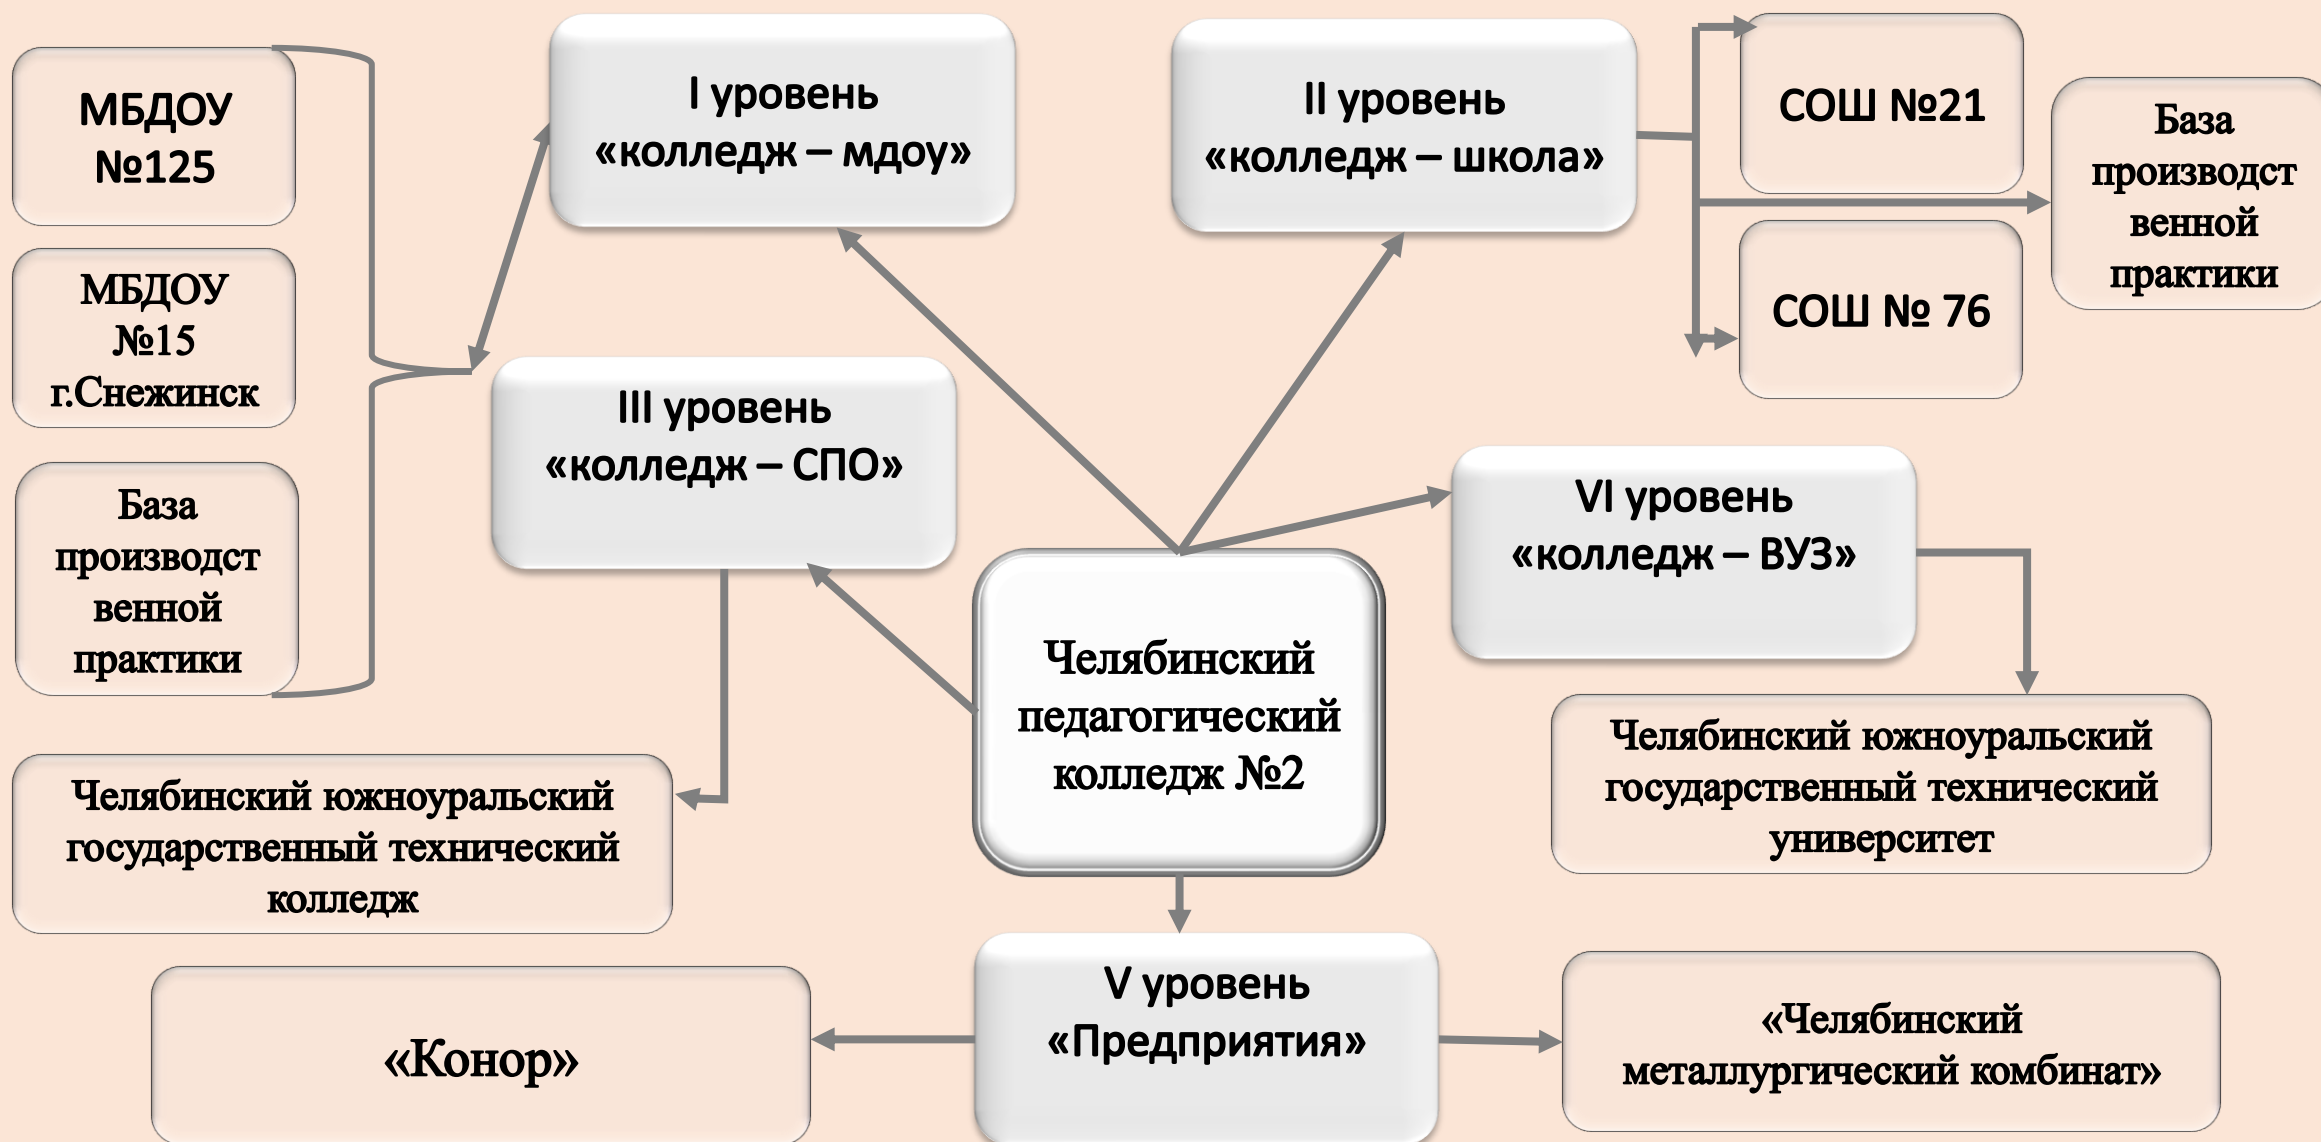 МБДОУ
№125
I уровень
«колледж – мдоу»
II уровень
«колледж – школа»
СОШ №21
База
производст
венной
практики
МБДОУ
№15
г.Снежинск
СОШ № 76
III уровень
«колледж – СПО»
База
производст
венной
практики
VI уровень
«колледж – ВУЗ»
Челябинский
педагогический
колледж №2
Челябинский южноуральский
государственный технический
колледж
Челябинский южноуральский
государственный технический
университет
«Конор»
V уровень
«Предприятия»
«Челябинский
металлургический комбинат»